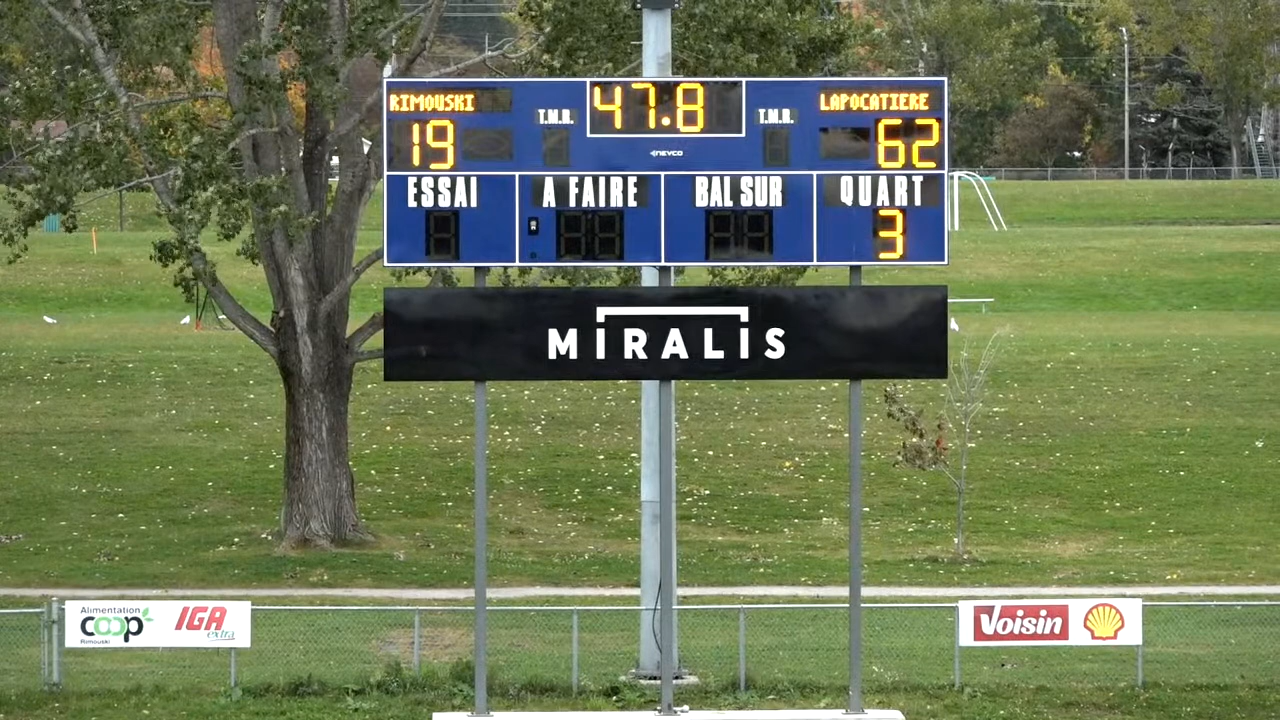 RIMOUSKI
47.8
LAPOCATIERE
T.M.R.
T.M.R.
19
62
NEVCO
ESSAI
A FAIRE
BAL SUR
QUART
3
MIRALIS
Alimentation
coop
Rimouski
IGA
extra
Voisin